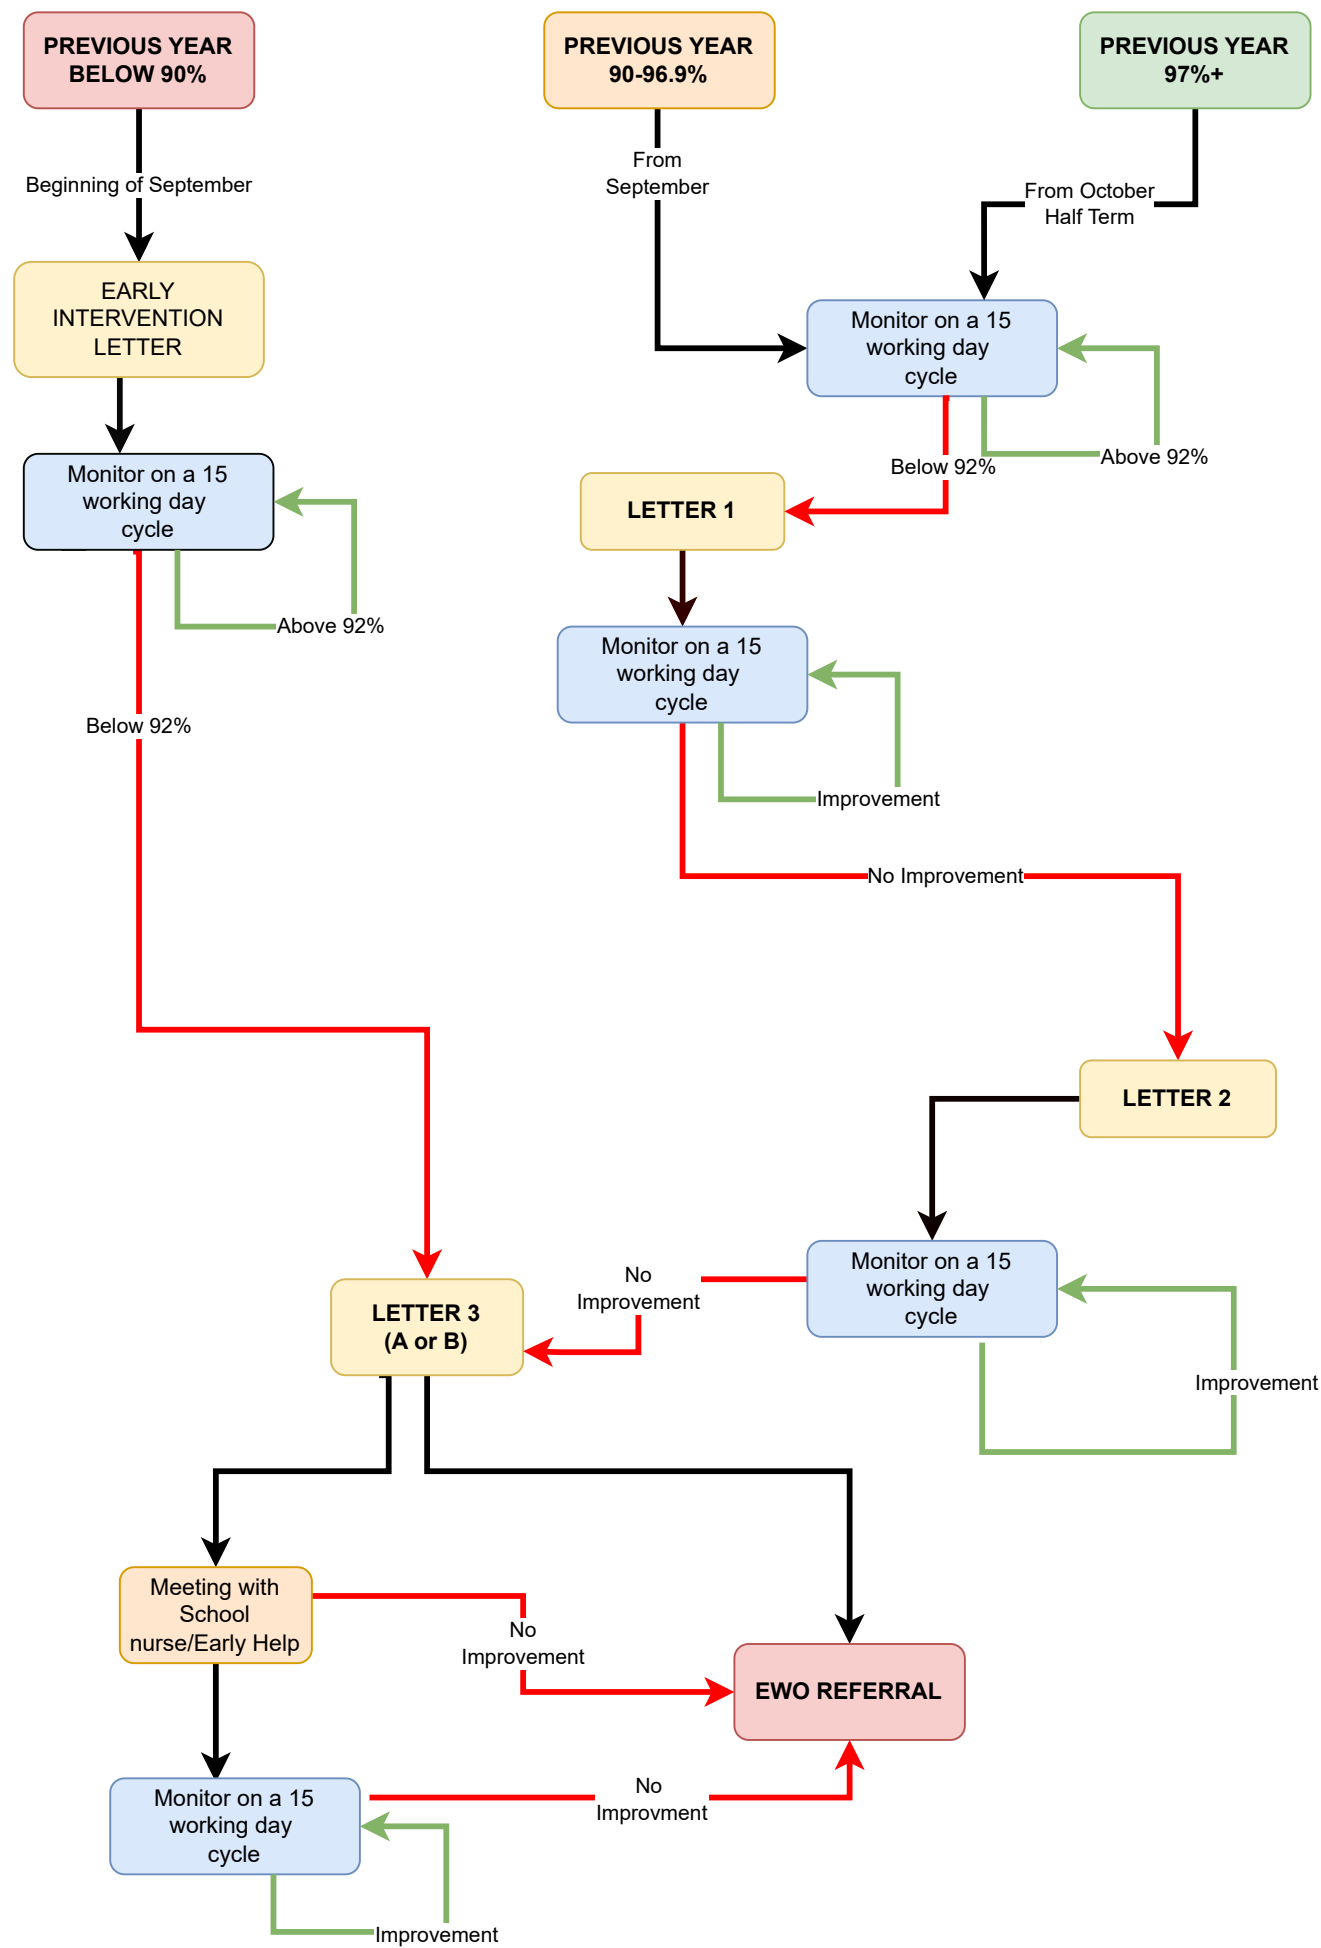 PREVIOUS YEAR
BELOW 90%
PREVIOUS YEAR
90-96.9%
PREVIOUS YEAR
97%+
Beginning of September
From
September
From October
Half Term
EARLY
INTERVENTION
LETTER
Monitor on a 15
working day
cycle
Below 92%
Above 92%
LETTER 1
Monitor on a 15
working day
cycle
Above 92%
Below 92%
Monitor on a 15
working day
cycle
Improvement
No Improvement
LETTER 2
Monitor on a 15
working day
cycle
No
Improvement
Improvement
LETTER 3
(A or B)
Meeting with
School
nurse/Early Help
No
Improvement
EWO REFERRAL
Monitor on a 15
working day
cycle
No
Improvment
Improvement